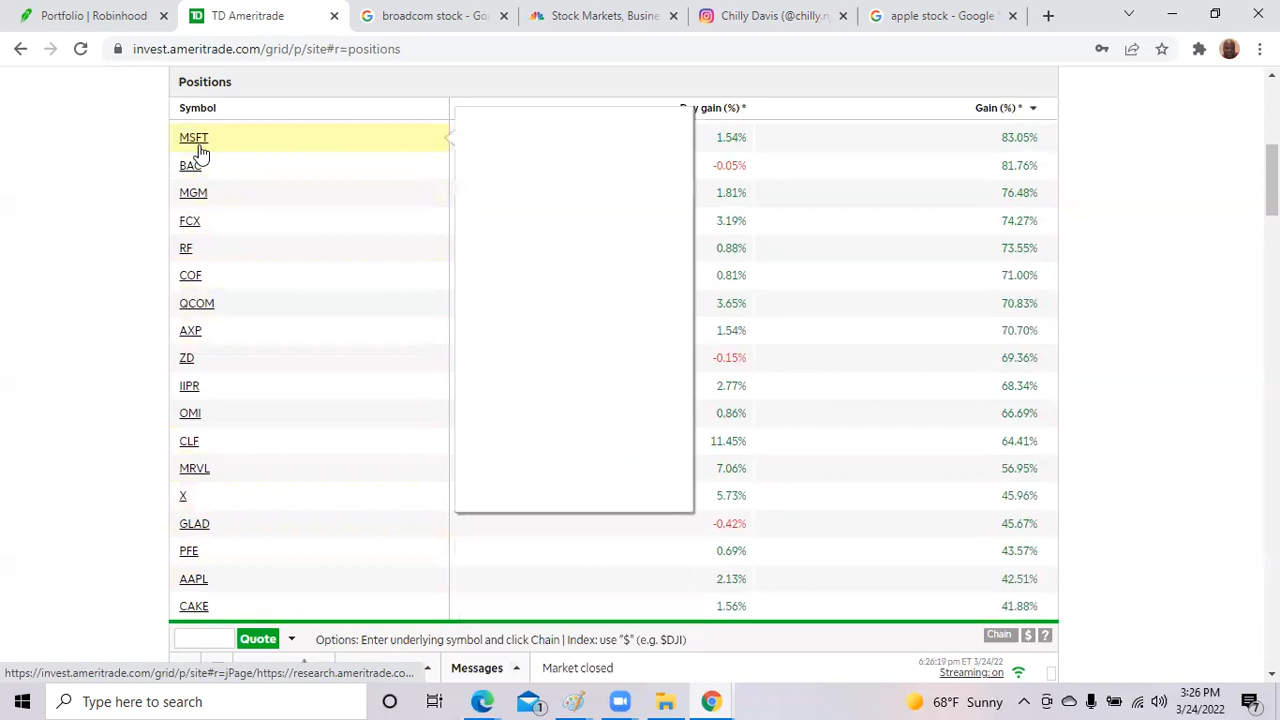 Portfolio | Robinhood
TD Ameritrade
broadcom stock - Go
Stock Market Busine
Chilly Davis (@chilly.n
apple stock - Google
invest.ameritrade.com/grid/p/site#r=positions
Positions
Symbol
y gain (%) *
Gain (%) *
MSFT 1.54% 83.05%
BAC -0.05% 81.76%
MGM 1.81% 76.48%
FCX 3.19% 74.27%
RF 0.88% 73.55%
COF 0.81% 71.00%
QCOM 3.65% 70.83%
AXP 1.54% 70.70%
ZD -0.15% 69.36%
IIPR 2.77% 68.34%
OMI 0.86% 66.69%
CLF 11.45% 64.41%
MRVL 7.06% 56.95%
X 5.73% 45.96%
GLAD -0.42% 45.67%
PFE 0.69% 43.57%
AAPL 2.13% 42.51%
CAKE 1.56% 41.88%
Quote
Options: Enter underlying symbol and click Chain | Index: use "$" (e.g. $DJI)
Chain $ ?
https://invest.ameritrade.com/grid/p/site#r=jPage/https://research.ameritrade.co...
Messages
Market closed
6:26:19 pm ET 3/24/22
Streaming: on
Type here to search
1
68°F Sunny
3:26 PM
3/24/2022
7